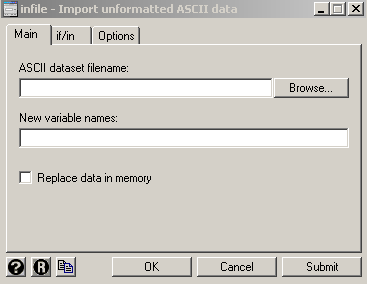 infile - Import unformatted ASCII data
Main if/in Options
ASCII dataset filename:
Browse...
New variable names:
Replace data in memory
? R OK Cancel Submit